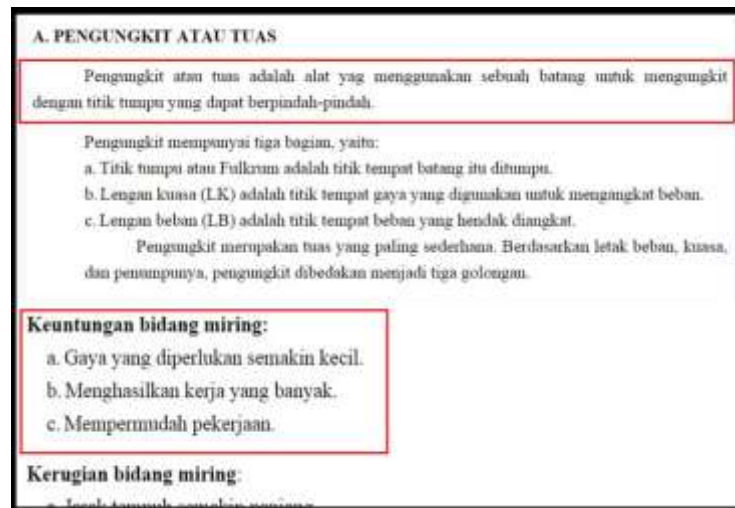 A. PENGUNGKIT ATAU TUAS
Pengungkit atau tuas adalah alat yag menggunakan sebuah batang untuk mengungkit
dengan titik tumpu yang dapat berpindah-pindah.
Pengungkit mempunyai tiga bagian, yaitu:
a. Titik tumpu atau Fulkrum adalah titik tempat batang itu ditumpu.
b. Lengan kuasa (LK) adalah titik tempat gaya yang digunakan untuk mengangkat beban.
c. Lengan beban (LB) adalah titik tempat beban yang hendak diangkat.
Pengungkit merupakan tuas yang paling sederhana. Berdasarkan letak beban, kuasa,
dan penumpunya, pengungkit dibedakan menjadi tiga golongan.
Keuntungan bidang miring:
a. Gaya yang diperlukan semakin kecil.
b. Menghasilkan kerja yang banyak.
c. Mempermudah pekerjaan.
Kerugian bidang miring:
a. Jarak tempuh semakin panjang